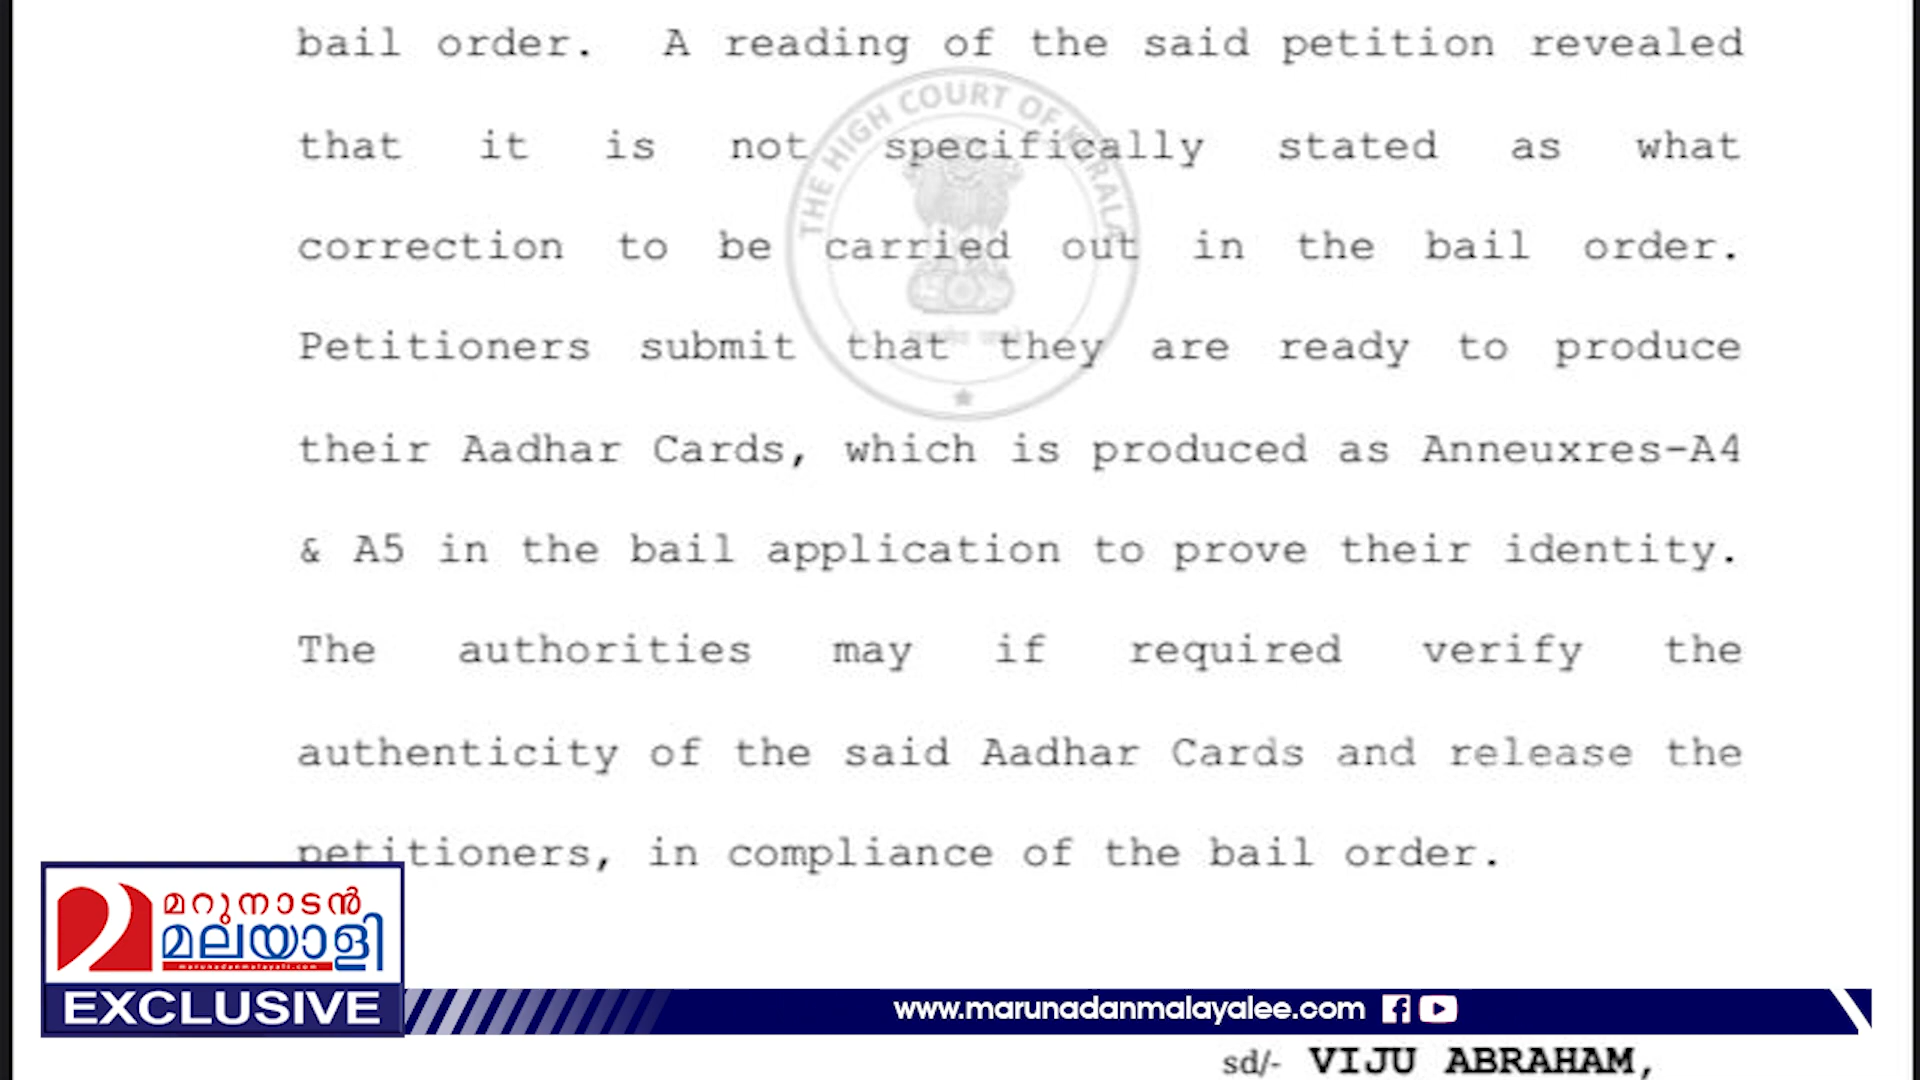 bail order. A reading of the said petition revealed
that it is not specifically stated as what
correction to be carried out in the bail order.
Petitioners submit that they are ready to produce
their Aadhar Cards, which is produced as Anneuxres-A4
& A5 in the bail application to prove their identity.
The authorities may if required verify the
authenticity of the said Aadhar Cards and release the
petitioners, in compliance of the bail order.
THE HIGH COURT OF KERALA
മറുനാടൻ
മലയാളി
marunadanmalayali.com
EXCLUSIVE
www.marunadanmalayalee.com
sd/- VIJU ABRAHAM,